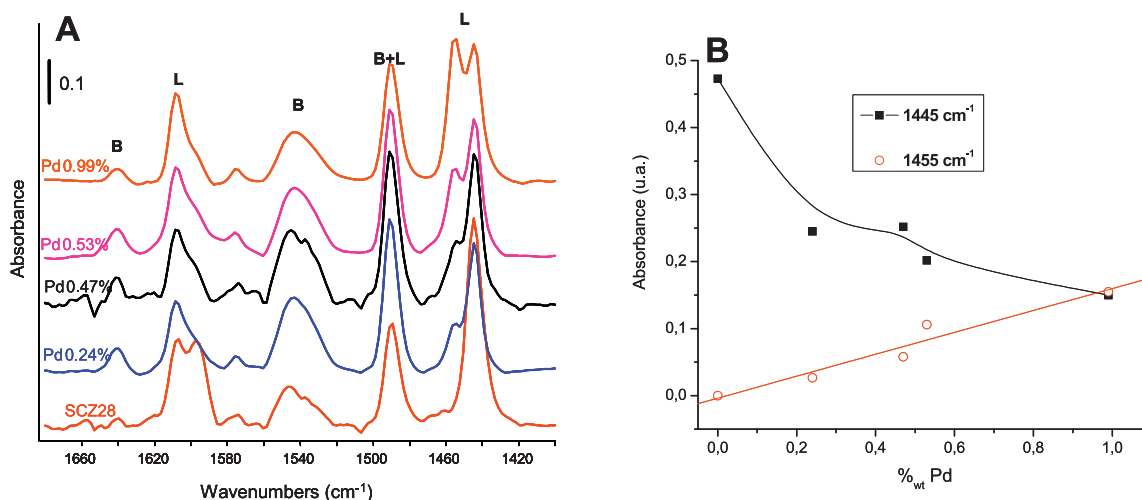 A
0.1
L
B+L
L
B
B
Pd0.99%
Pd0.53%
Pd0.47%
Pd0.24%
SCZ28
Absorbance
1660 1620 1580 1540 1500 1460 1420
Wavenumbers (cm⁻¹)
B
0,5
0,4
0,3
0,2
0,1
0,0
Absorbance (u.a.)
1445 cm⁻¹
1455 cm⁻¹
0,0 0,2 0,4 0,6 0,8 1,0
%wt Pd